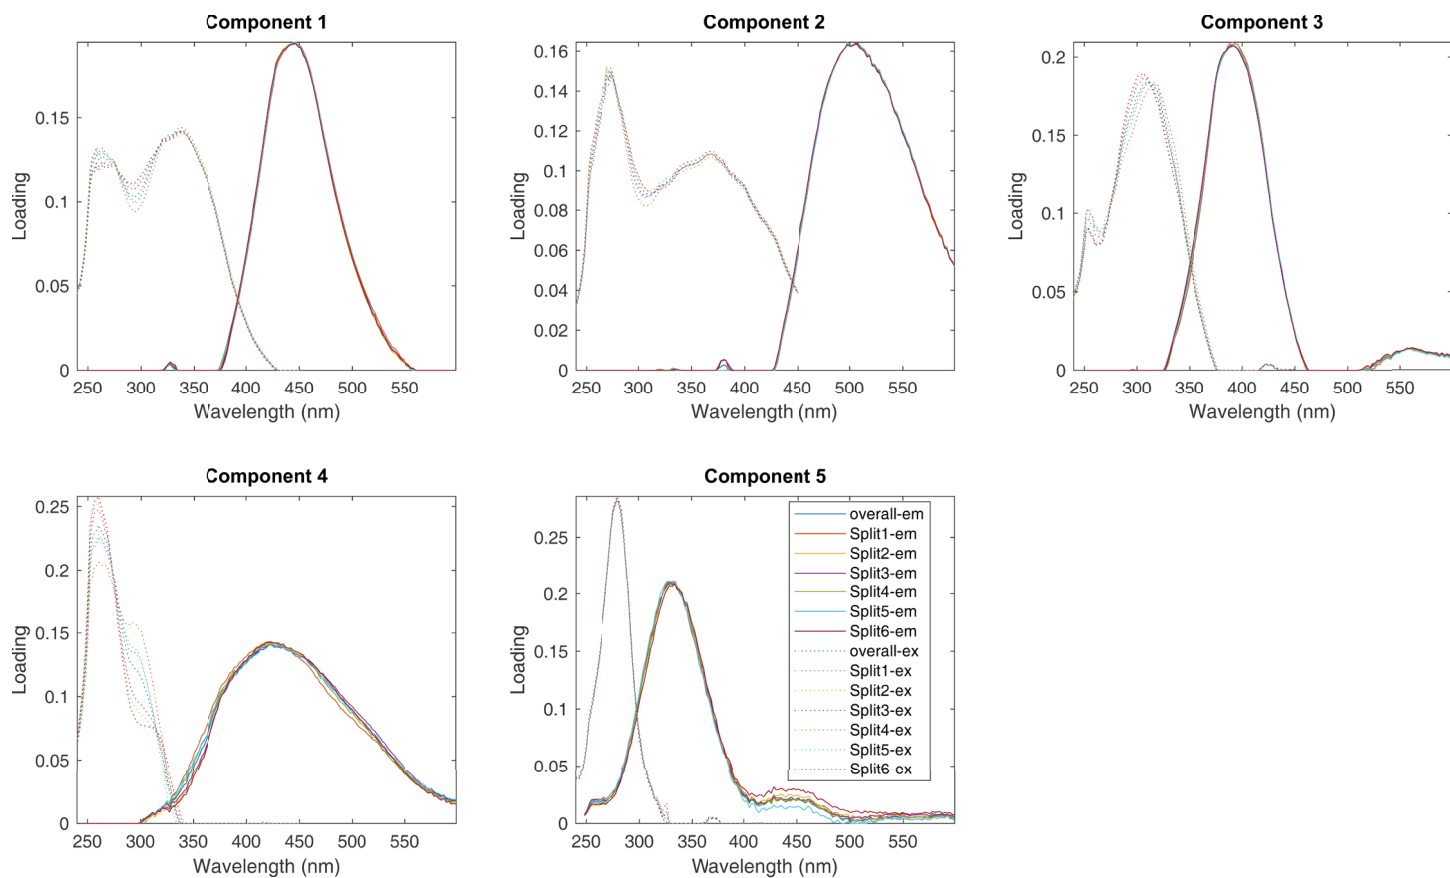 Component 1
Component 2
Component 3
Loading
0.15
0.1
0.05
0
250 300 350 400 450 500 550
Wavelength (nm)
Loading
0.16
0.14
0.12
0.1
0.08
0.06
0.04
0.02
0
250 300 350 400 450 500 550
Wavelength (nm)
Loading
0.2
0.15
0.1
0.05
0
250 300 350 400 450 500 550
Wavelength (nm)
Component 4
Component 5
Loading
0.25
0.2
0.15
0.1
0.05
0
250 300 350 400 450 500 550
Wavelength (nm)
Loading
0.25
0.2
0.15
0.1
0.05
0
250 300 350 400 450 500 550
Wavelength (nm)
overall-em
Split1-em
Split2-em
Split3-em
Split4-em
Split5-em
Split6-em
overall-ex
Split1-ex
Split2-ex
Split3-ex
Split4-ex
Split5-ex
Split6-ex